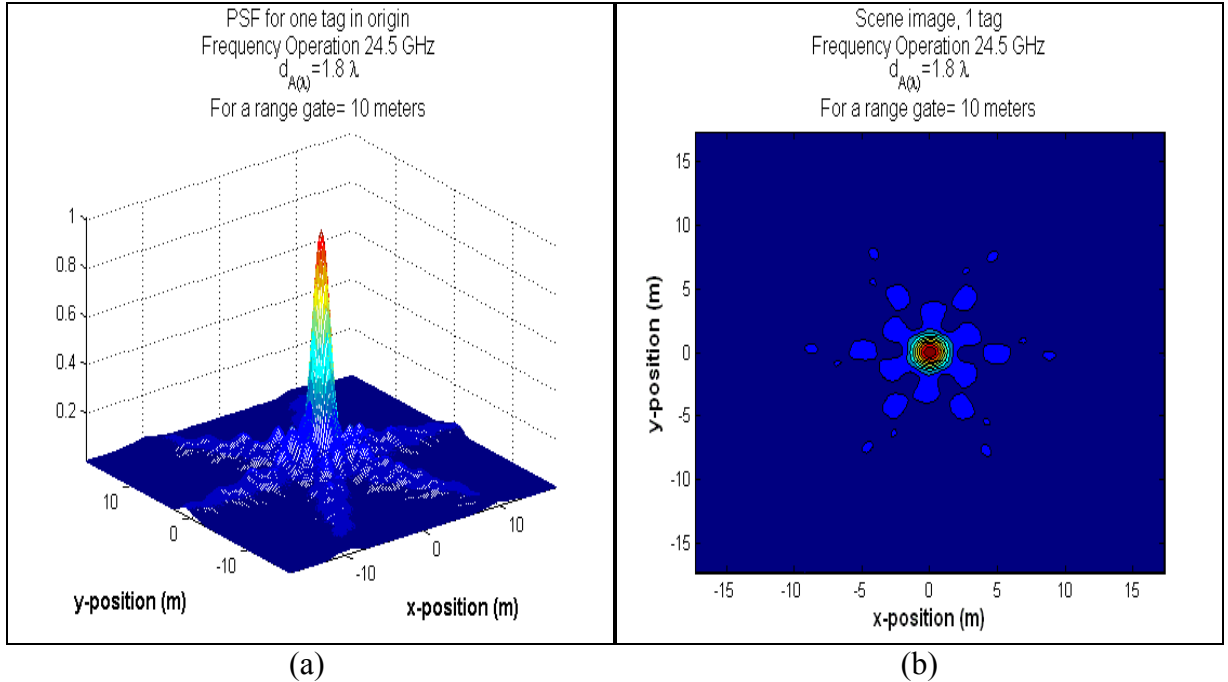 PSF for one tag in origin
Frequency Operation 24.5 GHz
d_A(λ)=1.8 λ
For a range gate= 10 meters
1
0.8
0.6
0.4
0.2
10
0
-10
-10
0
10
y-position (m)
x-position (m)
(a)
Scene image, 1 tag
Frequency Operation 24.5 GHz
d_A(λ)=1.8 λ
For a range gate= 10 meters
15
10
5
0
-5
-10
-15
y-position (m)
-15 -10 -5 0 5 10 15
x-position (m)
(b)